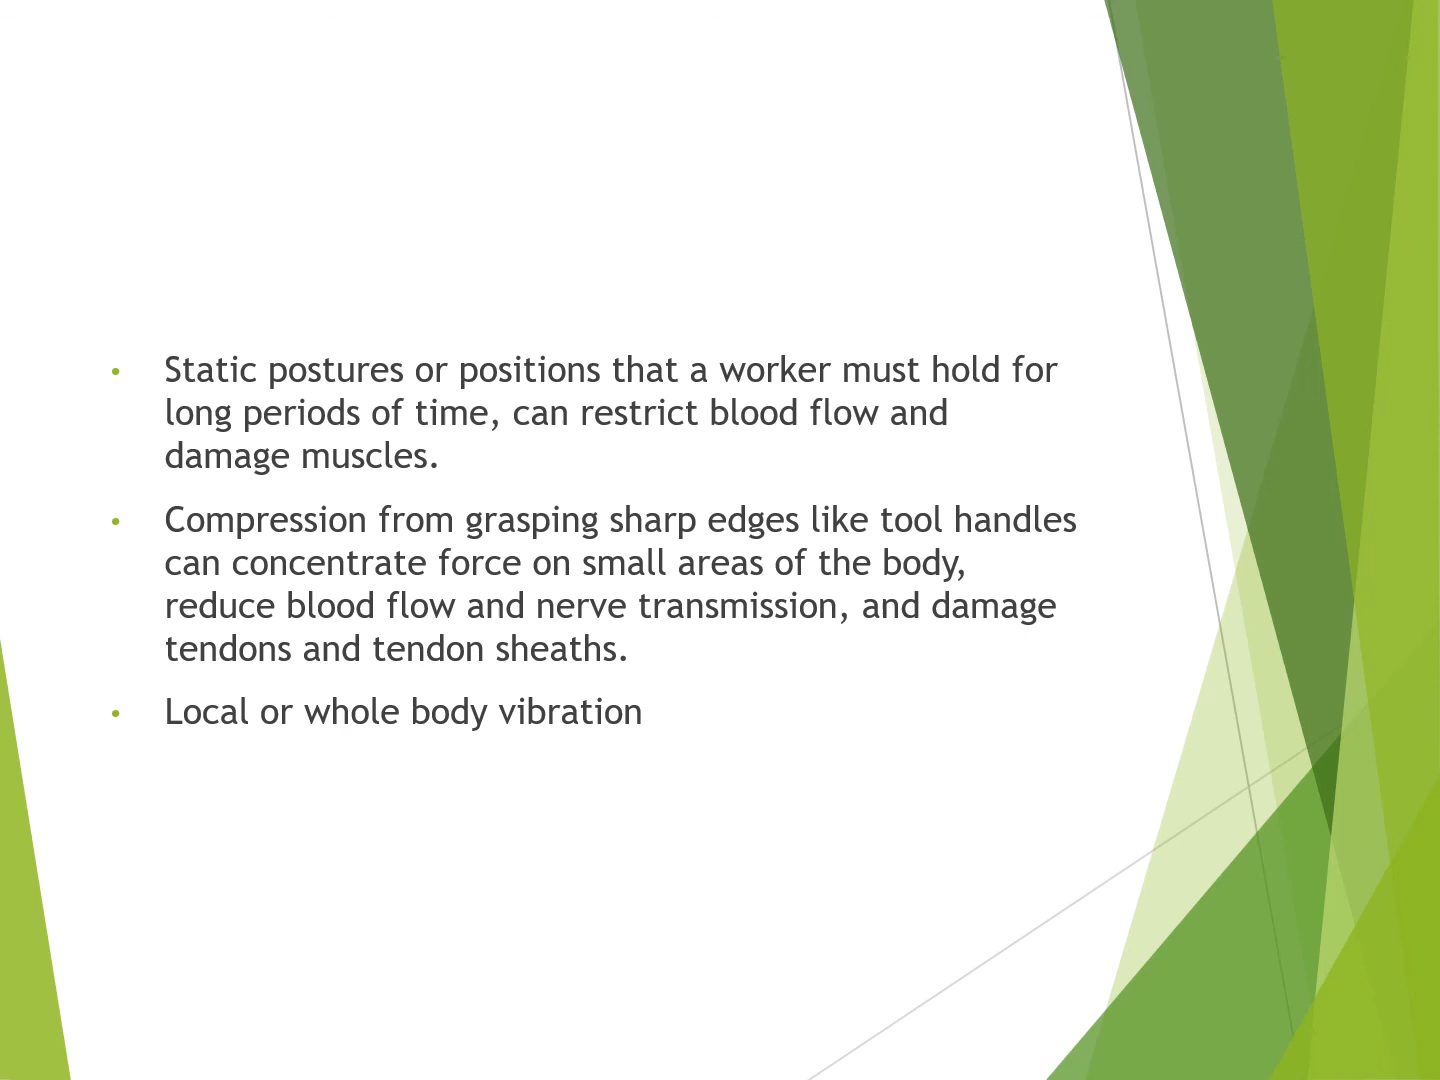 • Static postures or positions that a worker must hold for
long periods of time, can restrict blood flow and
damage muscles.
• Compression from grasping sharp edges like tool handles
can concentrate force on small areas of the body,
reduce blood flow and nerve transmission, and damage
tendons and tendon sheaths.
• Local or whole body vibration